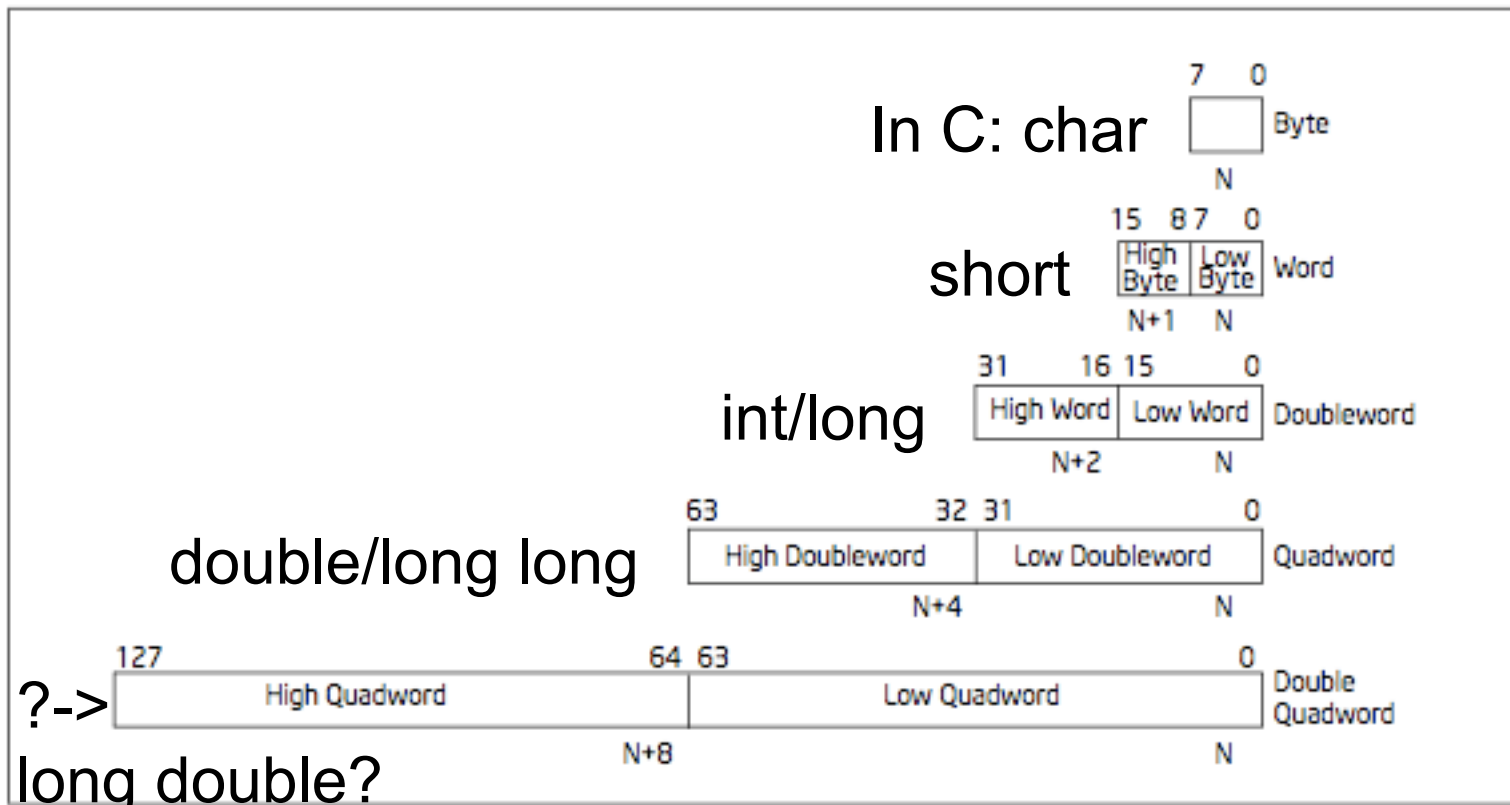 7 0
In C: char Byte
N
15 8 7 0
short High Byte Low Byte Word
N+1 N
31 16 15 0
int/long High Word Low Word Doubleword
N+2 N
63 32 31 0
double/long long High Doubleword Low Doubleword Quadword
N+4 N
127 64 63 0
?-> High Quadword Low Quadword Double Quadword
N+8 N
long double?